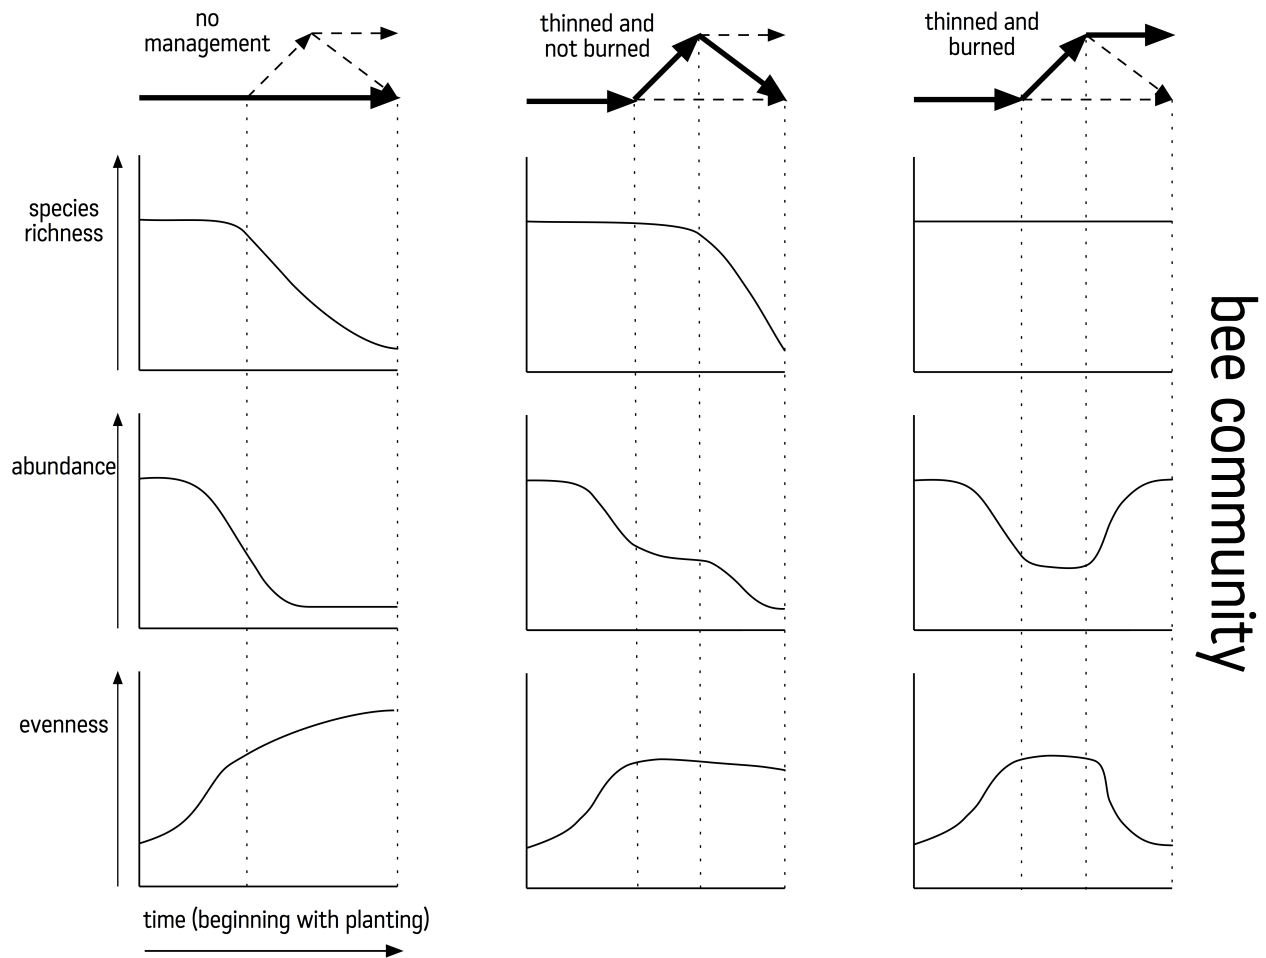 no
management
thinned and
not burned
thinned and
burned
species
richness
abundance
evenness
time (beginning with planting)
bee community